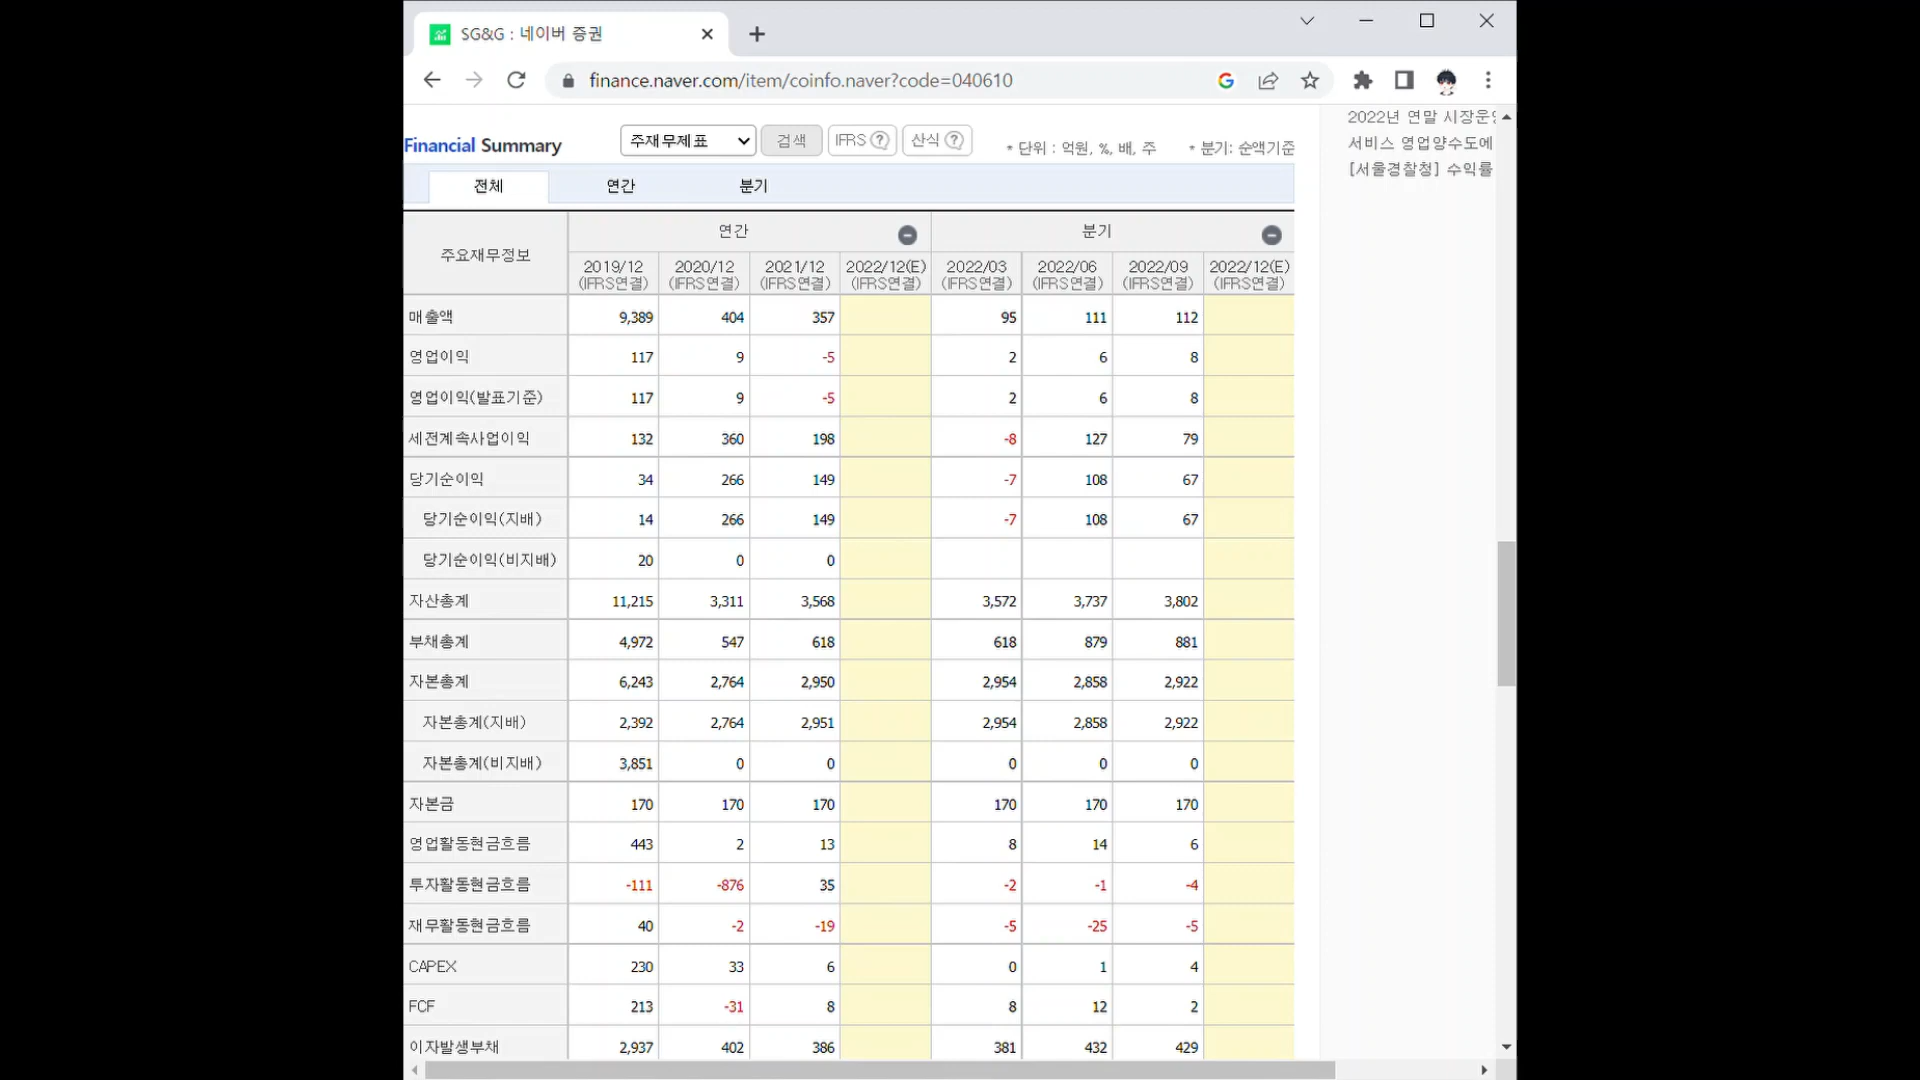 SG&G : 네이버 증권
finance.naver.com/item/coinfo.naver?code=040610
2022년 연말 시장운영
서비스 영업양수도에
[서울경찰청] 수익률
Financial Summary 주재무제표 검색 IFRS ? 산식 ? * 단위 : 억원, %, 배, 주 * 분기: 순액기준
전체 연간 분기
주요재무정보 연간 분기
2019/12 2020/12 2021/12 2022/12(E) 2022/03 2022/06 2022/09 2022/12(E)
(IFRS연결) (IFRS연결) (IFRS연결) (IFRS연결) (IFRS연결) (IFRS연결) (IFRS연결) (IFRS연결)
매출액 9,389 404 357 95 111 112
영업이익 117 9 -5 2 6 8
영업이익(발표기준) 117 9 -5 2 6 8
세전계속사업이익 132 360 198 -8 127 79
당기순이익 34 266 149 -7 108 67
당기순이익(지배) 14 266 149 -7 108 67
당기순이익(비지배) 20 0 0
자산총계 11,215 3,311 3,568 3,572 3,737 3,802
부채총계 4,972 547 618 618 879 881
자본총계 6,243 2,764 2,950 2,954 2,858 2,922
자본총계(지배) 2,392 2,764 2,951 2,954 2,858 2,922
자본총계(비지배) 3,851 0 0 0 0 0
자본금 170 170 170 170 170 170
영업활동현금흐름 443 2 13 8 14 6
투자활동현금흐름 -111 -876 35 -2 -1 -4
재무활동현금흐름 40 -2 -19 -5 -25 -5
CAPEX 230 33 6 0 1 4
FCF 213 -31 8 8 12 2
이자발생부채 2,937 402 386 381 432 429